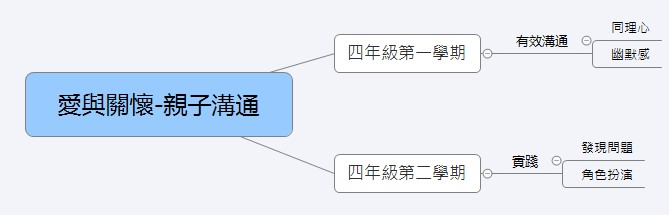 愛與關懷-親子溝通
四年級第一學期
有效溝通
同理心
幽默感
四年級第二學期
實踐
發現問題
角色扮演